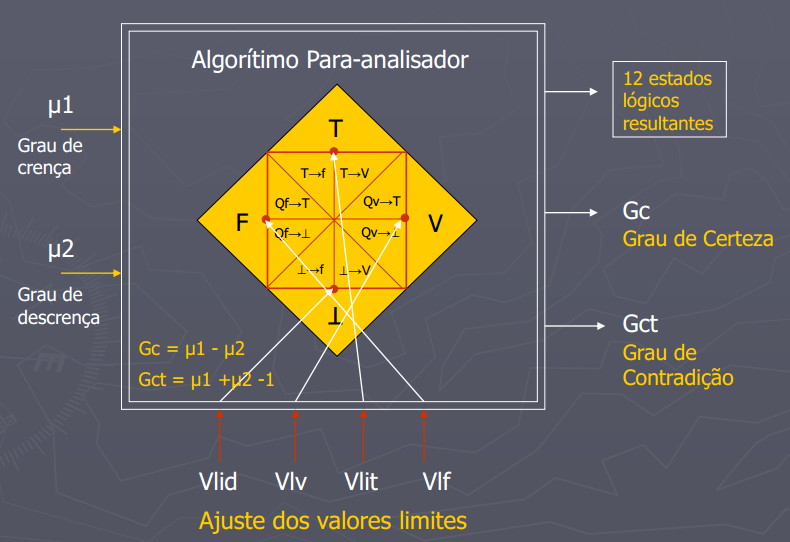 Algorítimo Para-analisador
µ1
Grau de
crença
µ2
Grau de
descrença
T
T→f
T→V
Qf→T
Qv→T
F
V
Qf→⊥
Qv→⊥
⊥→f
⊥→V
⊥
Gc = µ1 - µ2
Gct = µ1 +µ2 -1
12 estados
lógicos
resultantes
Gc
Grau de Certeza
Gct
Grau de
Contradição
Vlid
Vlv
Vlit
Vlf
Ajuste dos valores limites